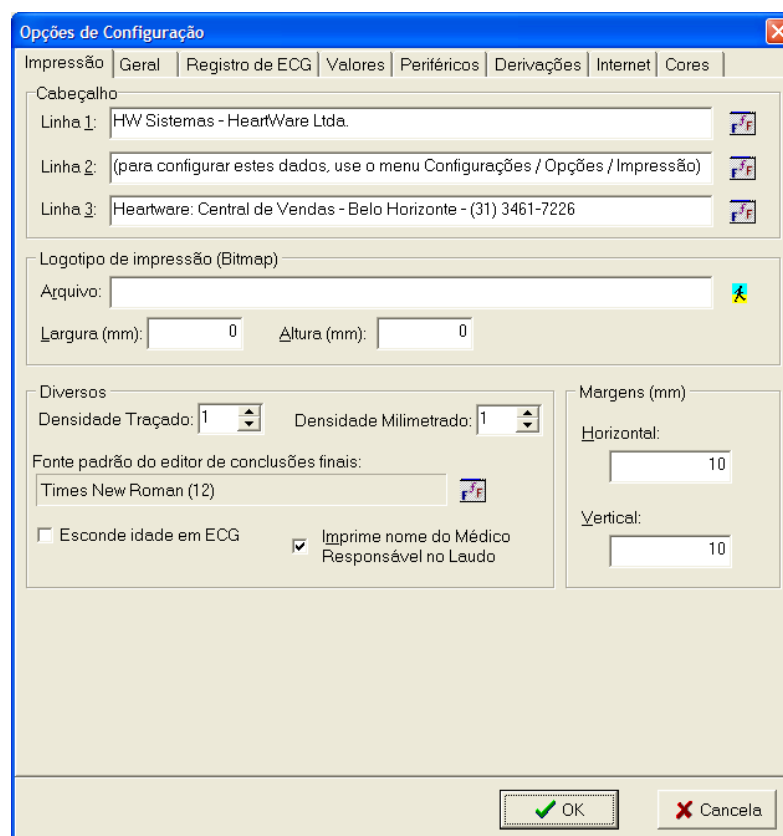 Opções de Configuração
Impressão Geral Registro de ECG Valores Periféricos Derivações Internet Cores
Cabeçalho
Linha 1: HW Sistemas - HeartWare Ltda.
Linha 2: (para configurar estes dados, use o menu Configurações / Opções / Impressão)
Linha 3: Heartware: Central de Vendas - Belo Horizonte - (31) 3461-7226
Logotipo de impressão (Bitmap)
Arquivo:
Largura (mm): 0 Altura (mm): 0
Diversos
Densidade Traçado: 1 Densidade Milimetrado: 1
Fonte padrão do editor de conclusões finais:
Times New Roman (12)
Esconde idade em ECG
Imprime nome do Médico
Responsável no Laudo
Margens (mm)
Horizontal:
10
Vertical:
10
OK Cancela